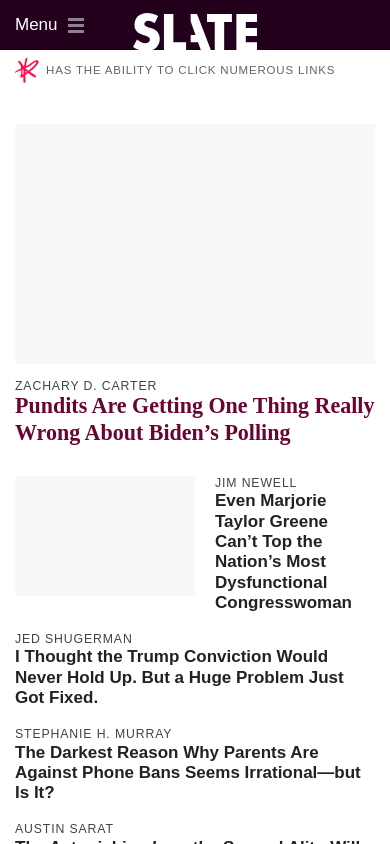 Menu
SLATE
HAS THE ABILITY TO CLICK NUMEROUS LINKS
ZACHARY D. CARTER
Pundits Are Getting One Thing Really
Wrong About Biden’s Polling
JIM NEWELL
Even Marjorie
Taylor Greene
Can’t Top the
Nation’s Most
Dysfunctional
Congresswoman
JED SHUGERMAN
I Thought the Trump Conviction Would
Never Hold Up. But a Huge Problem Just
Got Fixed.
STEPHANIE H. MURRAY
The Darkest Reason Why Parents Are
Against Phone Bans Seems Irrational—but
Is It?
AUSTIN SARAT